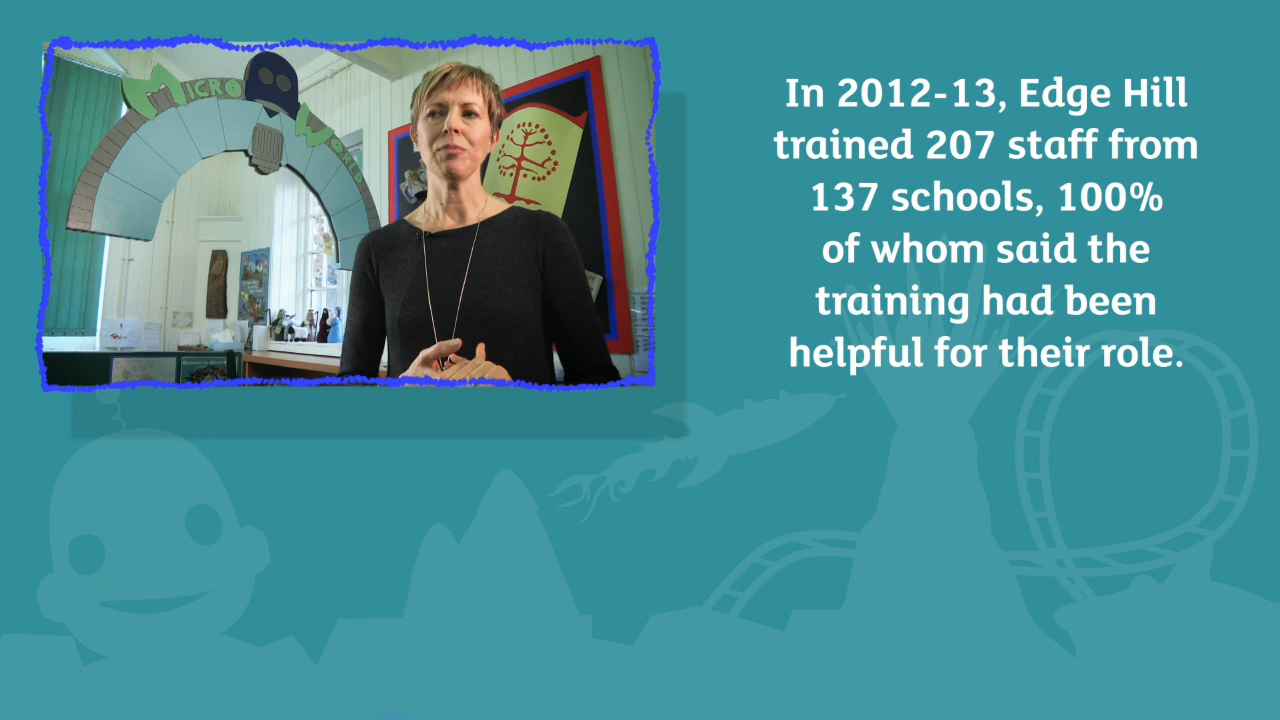 MICRO
WORLD
In 2012-13, Edge Hill
trained 207 staff from
137 schools, 100%
of whom said the
training had been
helpful for their role.